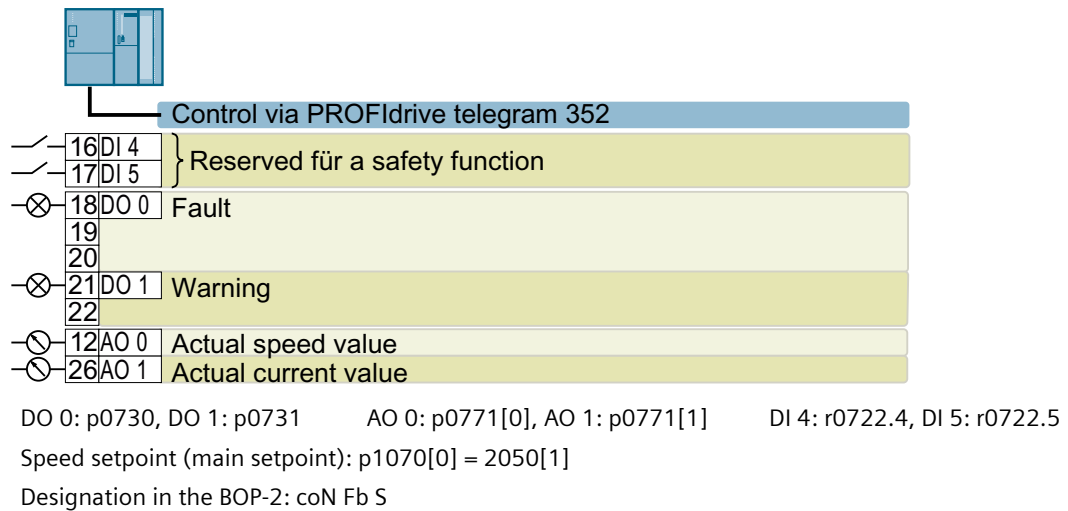 Control via PROFIdrive telegram 352
16 DI 4
Reserved für a safety function
17 DI 5
18 DO 0 Fault
19
20
21 DO 1 Warning
22
12 AO 0 Actual speed value
26 AO 1 Actual current value
DO 0: p0730, DO 1: p0731 AO 0: p0771[0], AO 1: p0771[1] DI 4: r0722.4, DI 5: r0722.5
Speed setpoint (main setpoint): p1070[0] = 2050[1]
Designation in the BOP-2: coN Fb S